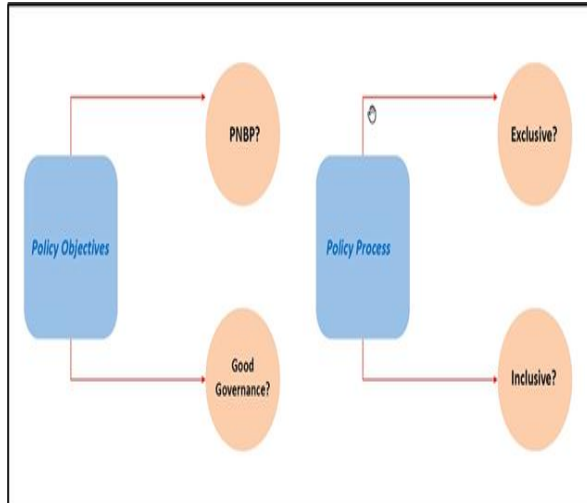 PNBP?
Policy Objectives
Good
Governance?
Exclusive?
Policy Process
Inclusive?